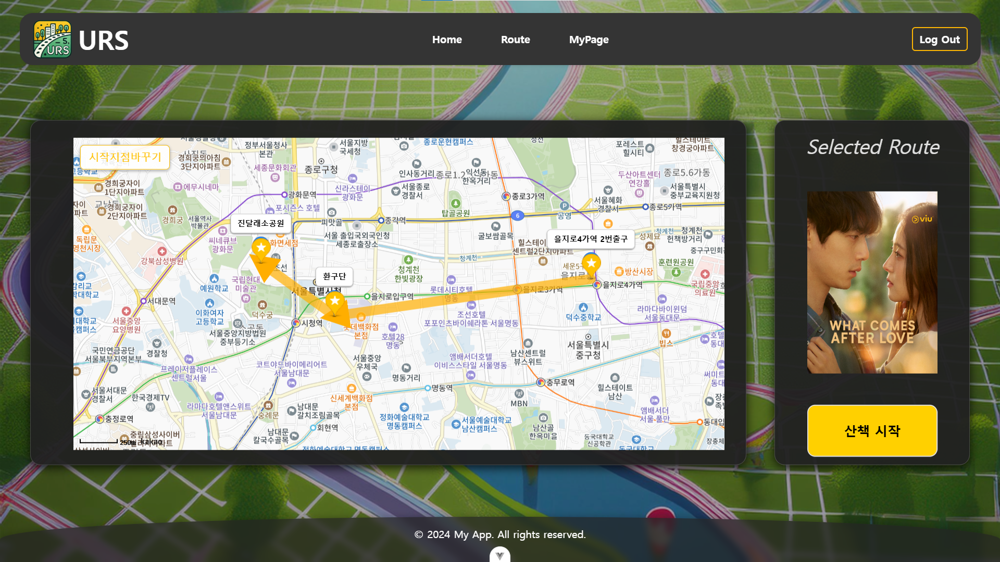 URS
Home
Route
MyPage
Log Out
S.
URS
시작지점바꾸기
정부서울청사
본관
서울지방
국세청
종로운현캠퍼스
포레스트
힐시티
힐스테이트
창경궁아파트
경희궁의아침
3단지아파트
세종문화회관
종로구청
인사동거리
익선동
한옥거리
두산아트센터
연강홀
종로5.6가동
경희궁자이
1단지아파트
에무시네마
신라스테이
광화문
서울종로
경찰서
서울특별시
중부교육지원청
광화문역
종로3가역
서울혜화
경찰서
종로5가역
경희궁자이
2단지아파트
경희궁
포시즌스 호텔
탑골공원
6
P
공영
서울역사
박물관
피맛골
종각역
진달래소공원
독립문
영천시장
씨네큐브
광화문
서울 출입국외국인청
세종로출장소
굴보쌈골목
을지로4가역 2번출구
청계천
성제묘
청계천
헌책방거리
강북삼성병원
청계천
한빛광장
청계천
힐스테이
센트럴2단지아파트
훈련원공원
예원학교
국립현대
미술관
환구단
서울특별시청
방산시장
국립중앙
의료원
서대문역
을지로입구역
롯데시티호텔
명동
을지로3가역
을지로4가역
이화여자
고등학교
덕수궁
서울중앙
요양병원
조선호텔
포포인츠바이쉐라톤 서울명동
덕수중학교
라마다바이윈덤
서울동대문
서울중앙지방법원
중부등기소
시청역
롯데백화점
본점
호텔28
명동
빕스
국민연금공단
서울북부지역본부
경찰청
서울특별시
중구청
프레이저플레이스
센트럴서울
코트야드바이메리어트
서울남대문
서울중앙
우체국
명동거리
앰배서더호텔
이비스스타일 서울명동
남산센트럴
뷰스위트
서울서대문
경찰서
한국경제TV
라마다호텔앤스위트
서울남대문
신세계백화점
본점
명동역
충무로역
MBN
힐스테이트
남산
충정로역
숭례문
남대문
갈치조림골목
정화예술대학교
명동캠퍼스
서울예술대학교
남산캠퍼스
앰배서더
서울 풀만
남대문
칼국수골목
회현역
남산골
한옥마을
동국대학교
신공학관
중림삼성사이버
250m
kakao
정화예술대학교 명동캠퍼스
동국대학교
Selected Route
viu
WHAT COMES
AFTER LOVE
산책 시작
© 2024 My App. All rights reserved.